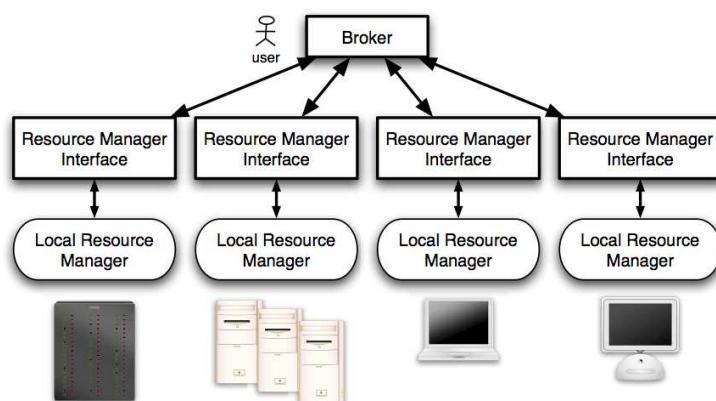 user
Broker
Resource Manager
Interface
Resource Manager
Interface
Resource Manager
Interface
Resource Manager
Interface
Local Resource
Manager
Local Resource
Manager
Local Resource
Manager
Local Resource
Manager